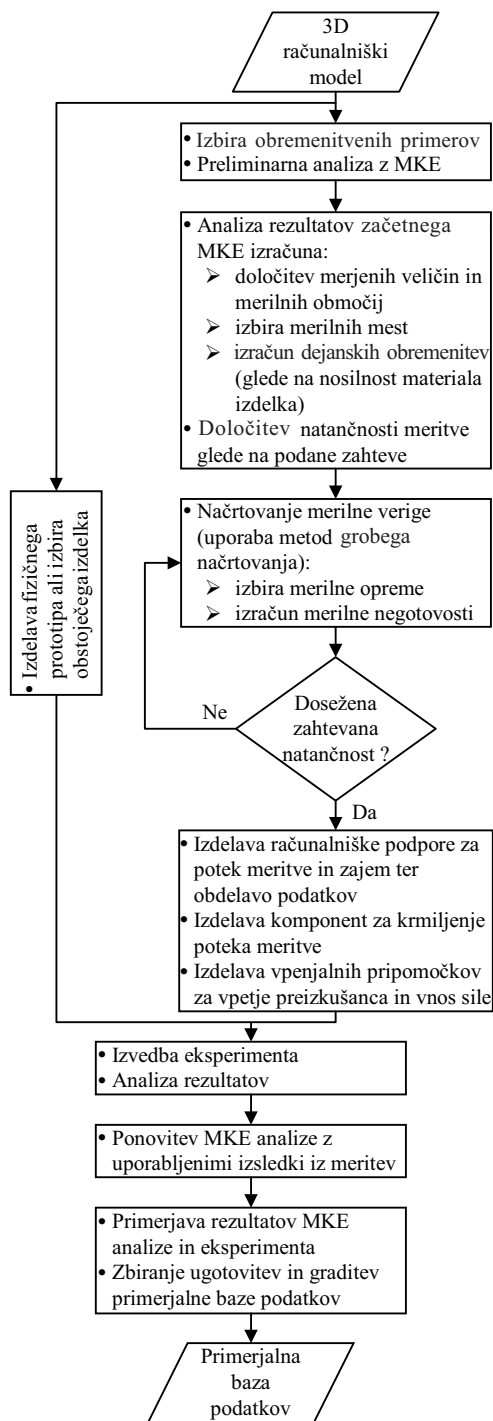 3D
računalniški
model
• Izbira obremenitvenih primerov
• Preliminarna analiza z MKE
• Analiza rezultatov začetnega
MKE izračuna:
➢ določitev merjenih veličin in
merilnih območij
➢ izbira merilnih mest
➢ izračun dejanskih obremenitev
(glede na nosilnost materiala
izdelka)
• Določitev natančnosti meritve
glede na podane zahteve
• Izdelava fizičnega
prototipa ali izbira
obstoječega izdelka
• Načrtovanje merilne verige
(uporaba metod grobega
načrtovanja):
➢ izbira merilne opreme
➢ izračun merilne negotovosti
Ne
Dosežena
zahtevana
natančnost ?
Da
• Izdelava računalniške podpore za
potek meritve in zajem ter
obdelavo podatkov
• Izdelava komponent za krmiljenje
poteka meritve
• Izdelava vpenjalnih pripomočkov
za vpetje preizkušanca in vnos sile
• Izvedba eksperimenta
• Analiza rezultatov
• Ponovitev MKE analize z
uporabljenimi izsledki iz meritev
• Primerjava rezultatov MKE
analize in eksperimenta
• Zbiranje ugotovitev in graditev
primerjalne baze podatkov
Primerjalna
baza
podatkov